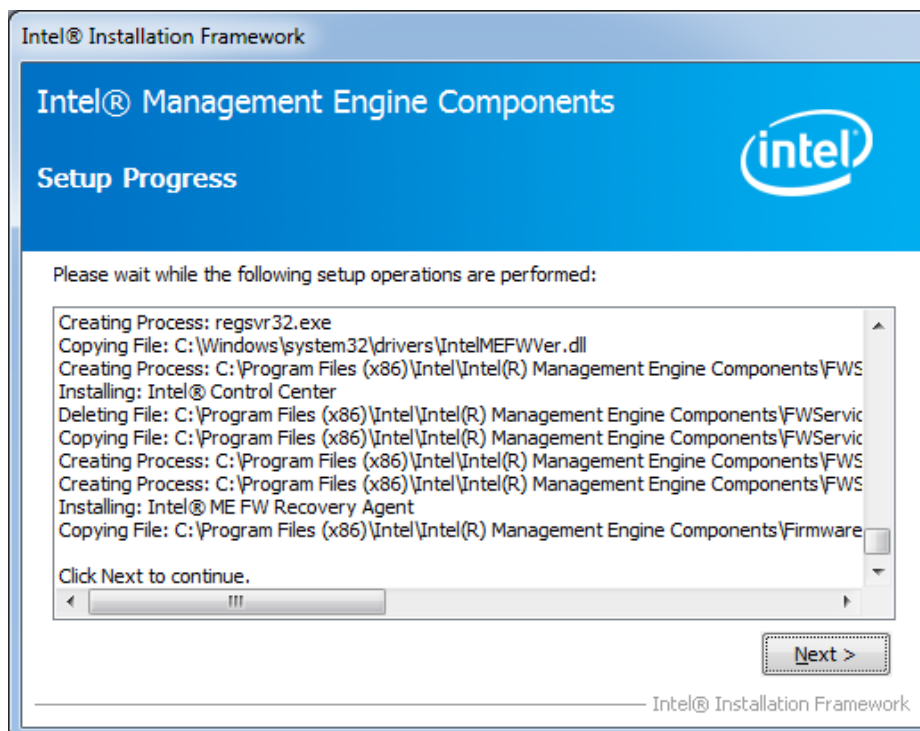 Intel® Installation Framework
Intel® Management Engine Components
Setup Progress
intel®
Please wait while the following setup operations are performed:
Creating Process: regsvr32.exe
Copying File: C:\Windows\system32\drivers\IntelMEFWVer.dll
Creating Process: C:\Program Files (x86)\Intel\Intel(R) Management Engine Components\FWS
Installing: Intel® Control Center
Deleting File: C:\Program Files (x86)\Intel\Intel(R) Management Engine Components\FWServic
Copying File: C:\Program Files (x86)\Intel\Intel(R) Management Engine Components\FWServic
Creating Process: C:\Program Files (x86)\Intel\Intel(R) Management Engine Components\FWS
Creating Process: C:\Program Files (x86)\Intel\Intel(R) Management Engine Components\FWS
Installing: Intel® ME FW Recovery Agent
Copying File: C:\Program Files (x86)\Intel\Intel(R) Management Engine Components\Firmware
Click Next to continue.
Next >
Intel® Installation Framework